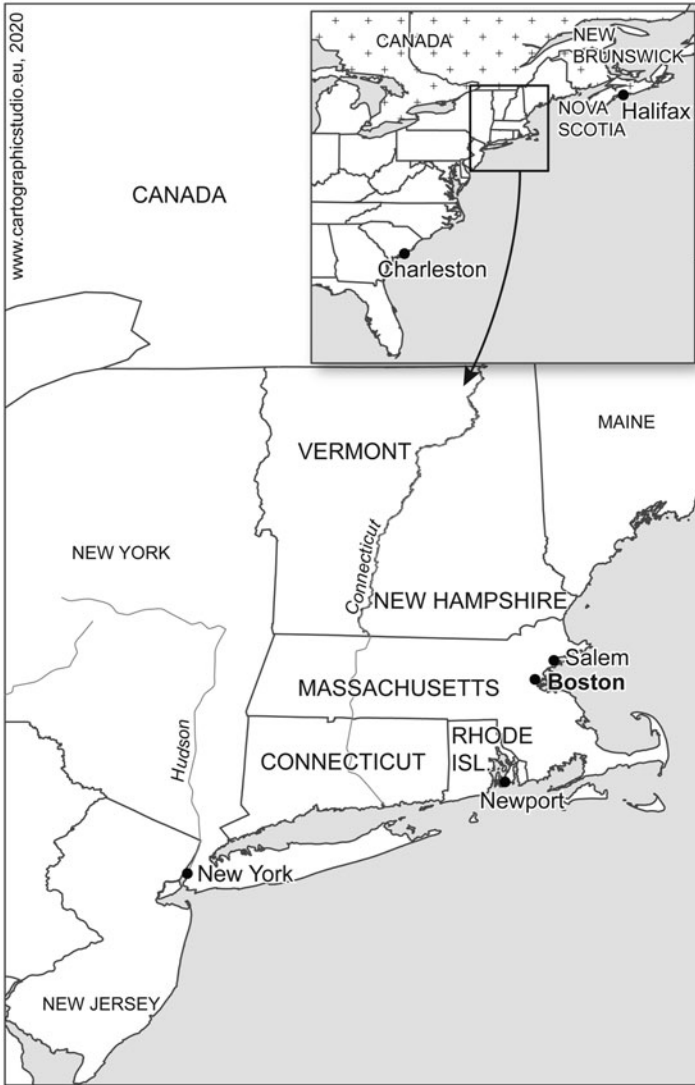 www.cartographicstudio.eu, 2020
CANADA
NEW
BRUNSWICK
NOVA
SCOTIA
Halifax
Charleston
CANADA
VERMONT
MAINE
NEW YORK
Connecticut
NEW HAMPSHIRE
Salem
Boston
MASSACHUSETTS
Hudson
CONNECTICUT
RHODE
ISL.
Newport
New York
NEW JERSEY